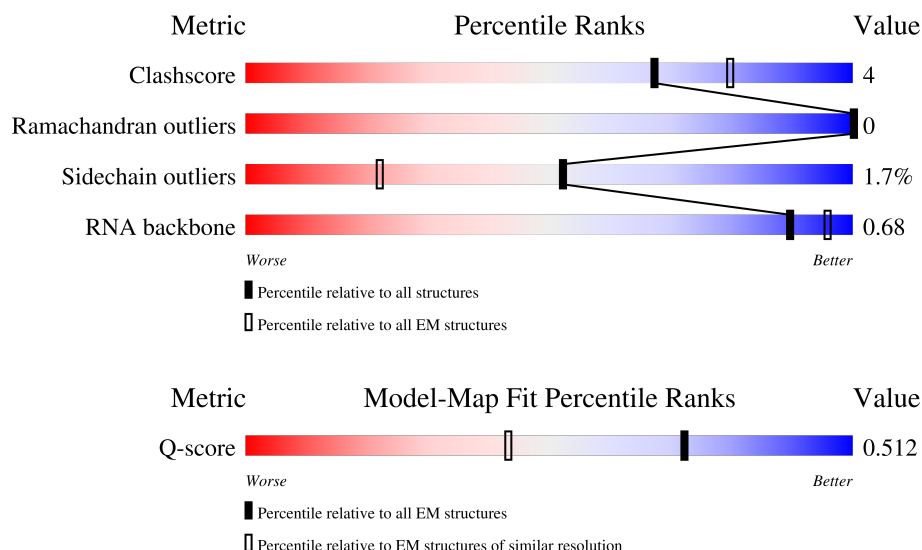 Metric Percentile Ranks Value
Clashscore 4
Ramachandran outliers 0
Sidechain outliers 1.7%
RNA backbone 0.68
Worse Better
Percentile relative to all structures
Percentile relative to all EM structures
Metric Model-Map Fit Percentile Ranks Value
Q-score 0.512
Worse Better
Percentile relative to all EM structures
Percentile relative to EM structures of similar resolution